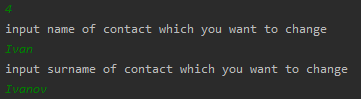 4
input name of contact which you want to change
Ivan
input surname of contact which you want to change
Ivanov